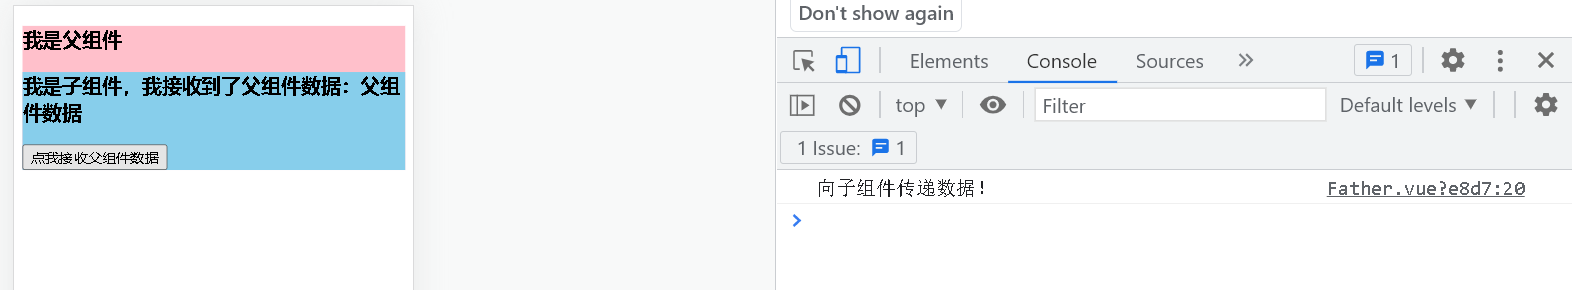 我是父组件
我是子组件，我接收到了父组件数据：父组
件数据
点我接收父组件数据
Don't show again
Elements Console Sources 1
top Filter Default levels
1 Issue: 1
向子组件传递数据！ Father.vue?e8d7:20